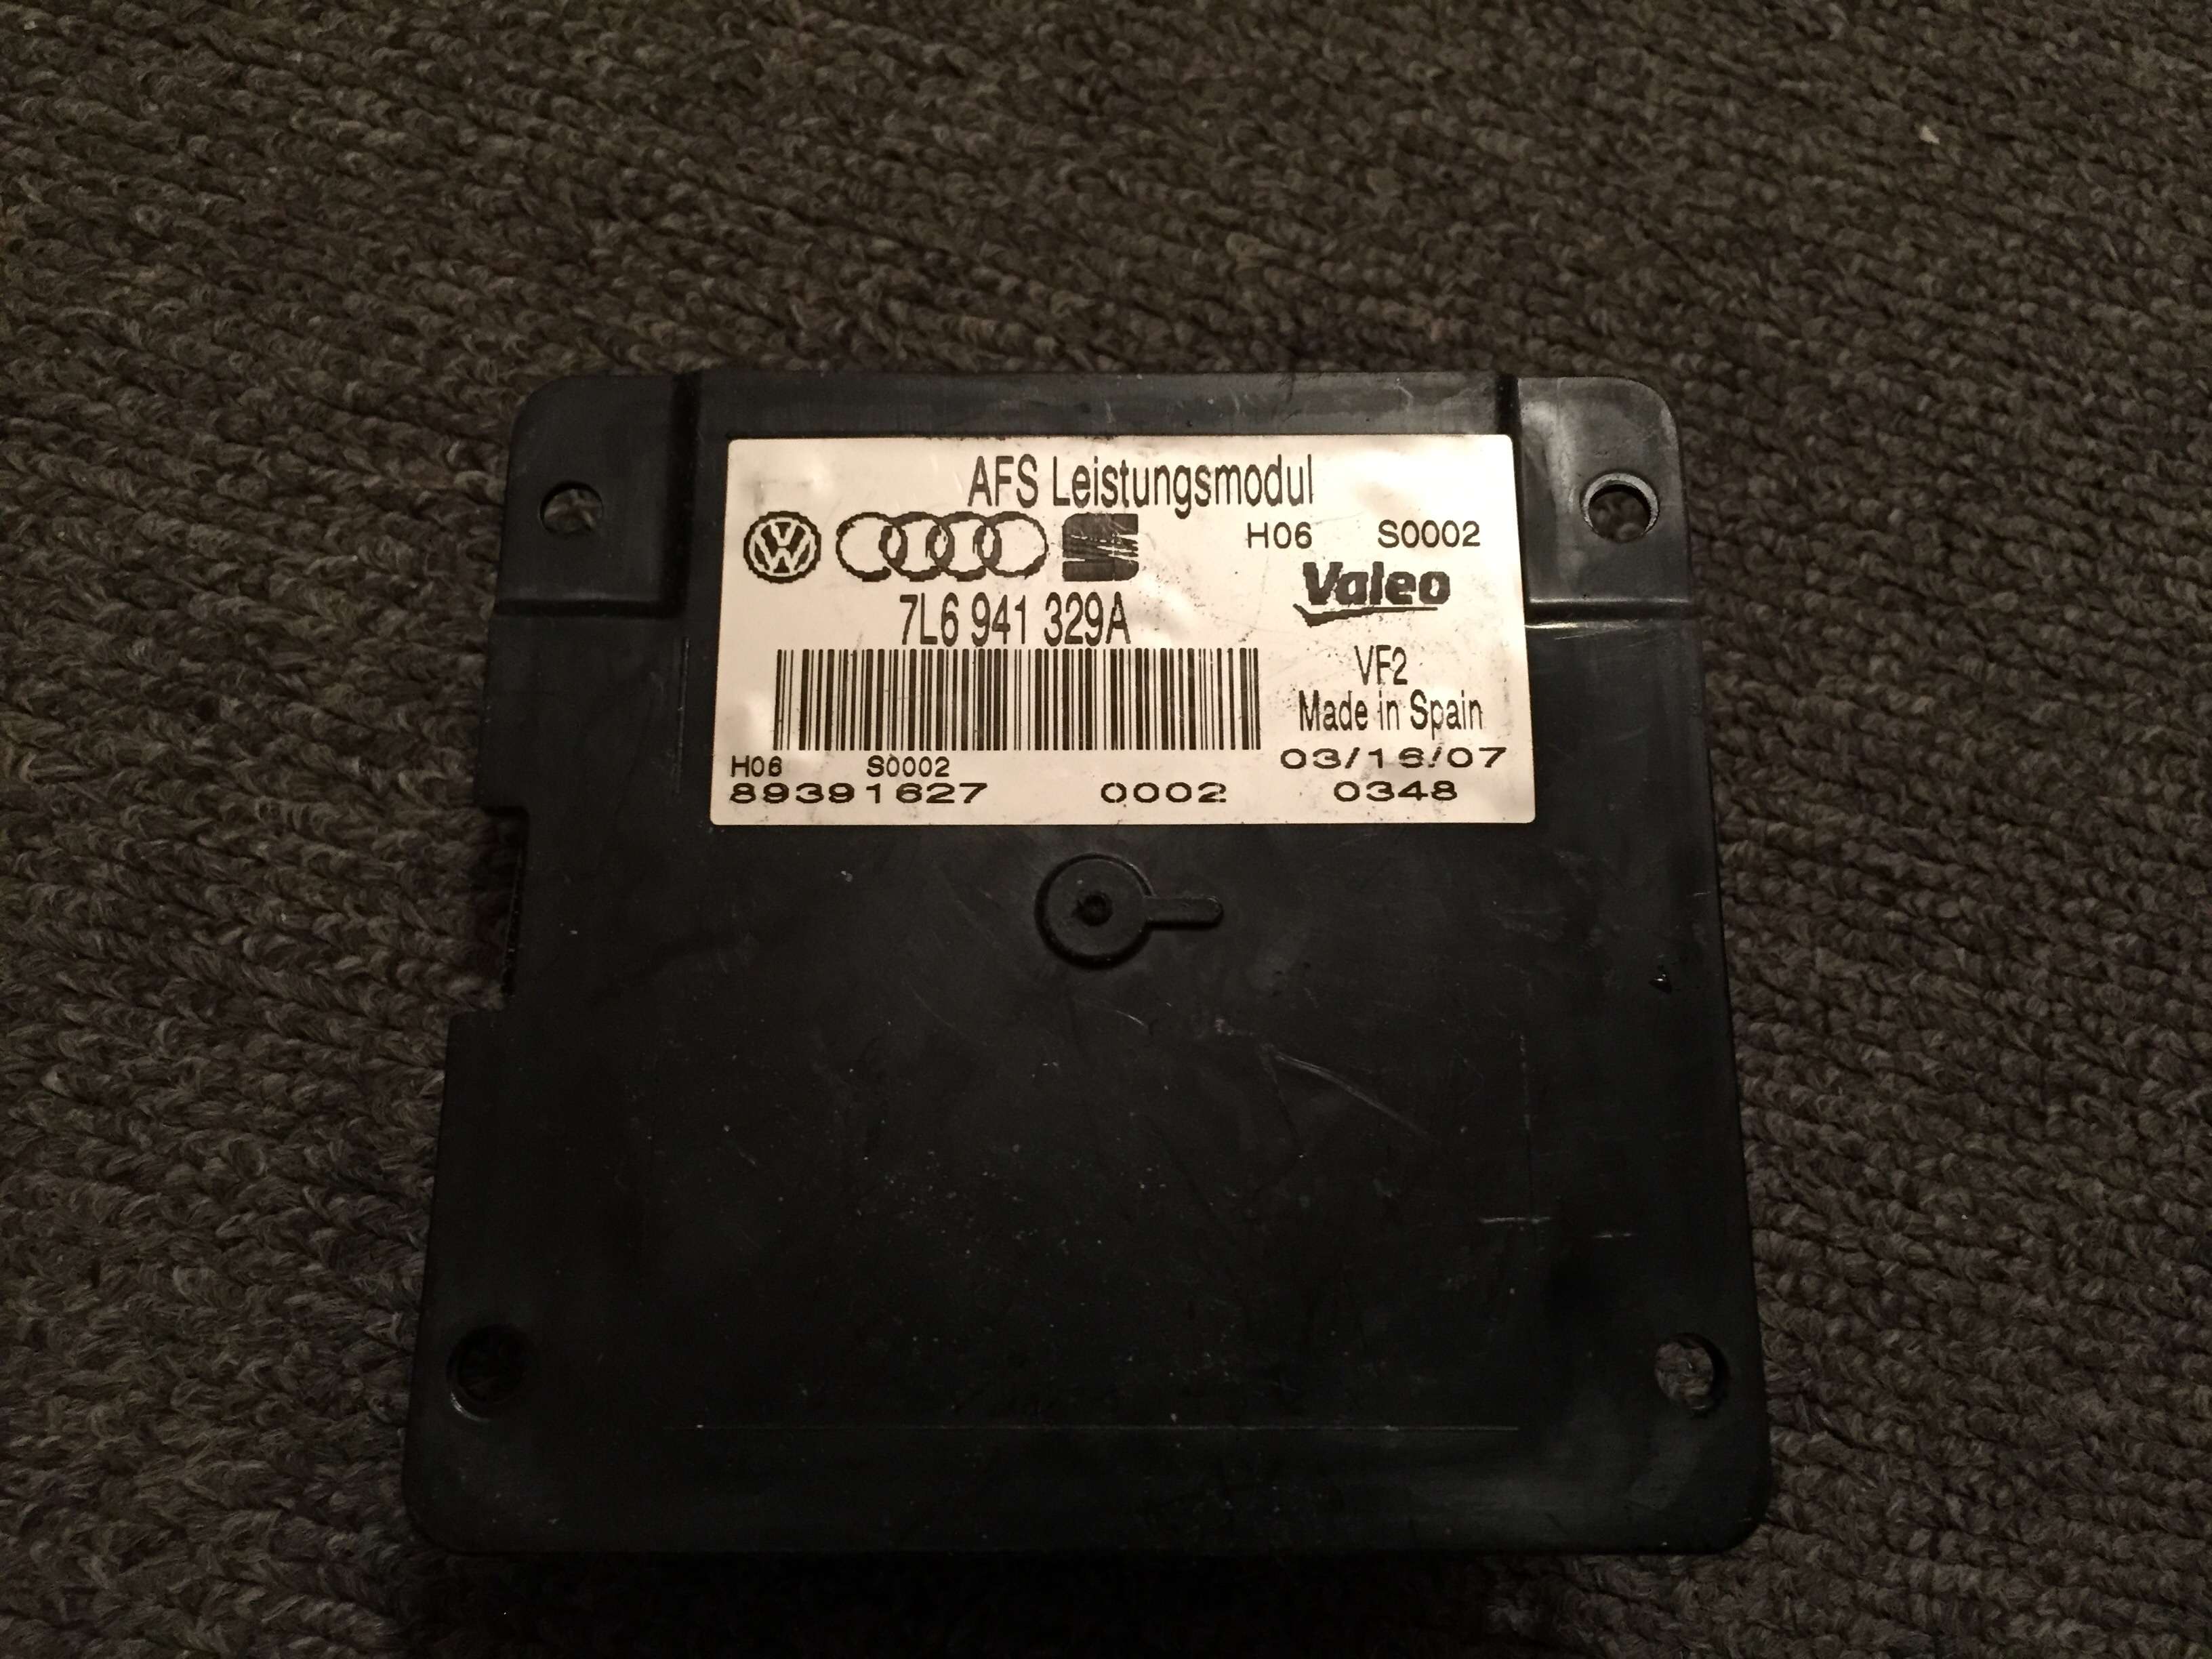 AFS Leistungsmodul
H06 S0002
Valeo
7L6 941 329A
VF2
Made in Spain
H06 S0002
03/16/07
89391627 0002 0348